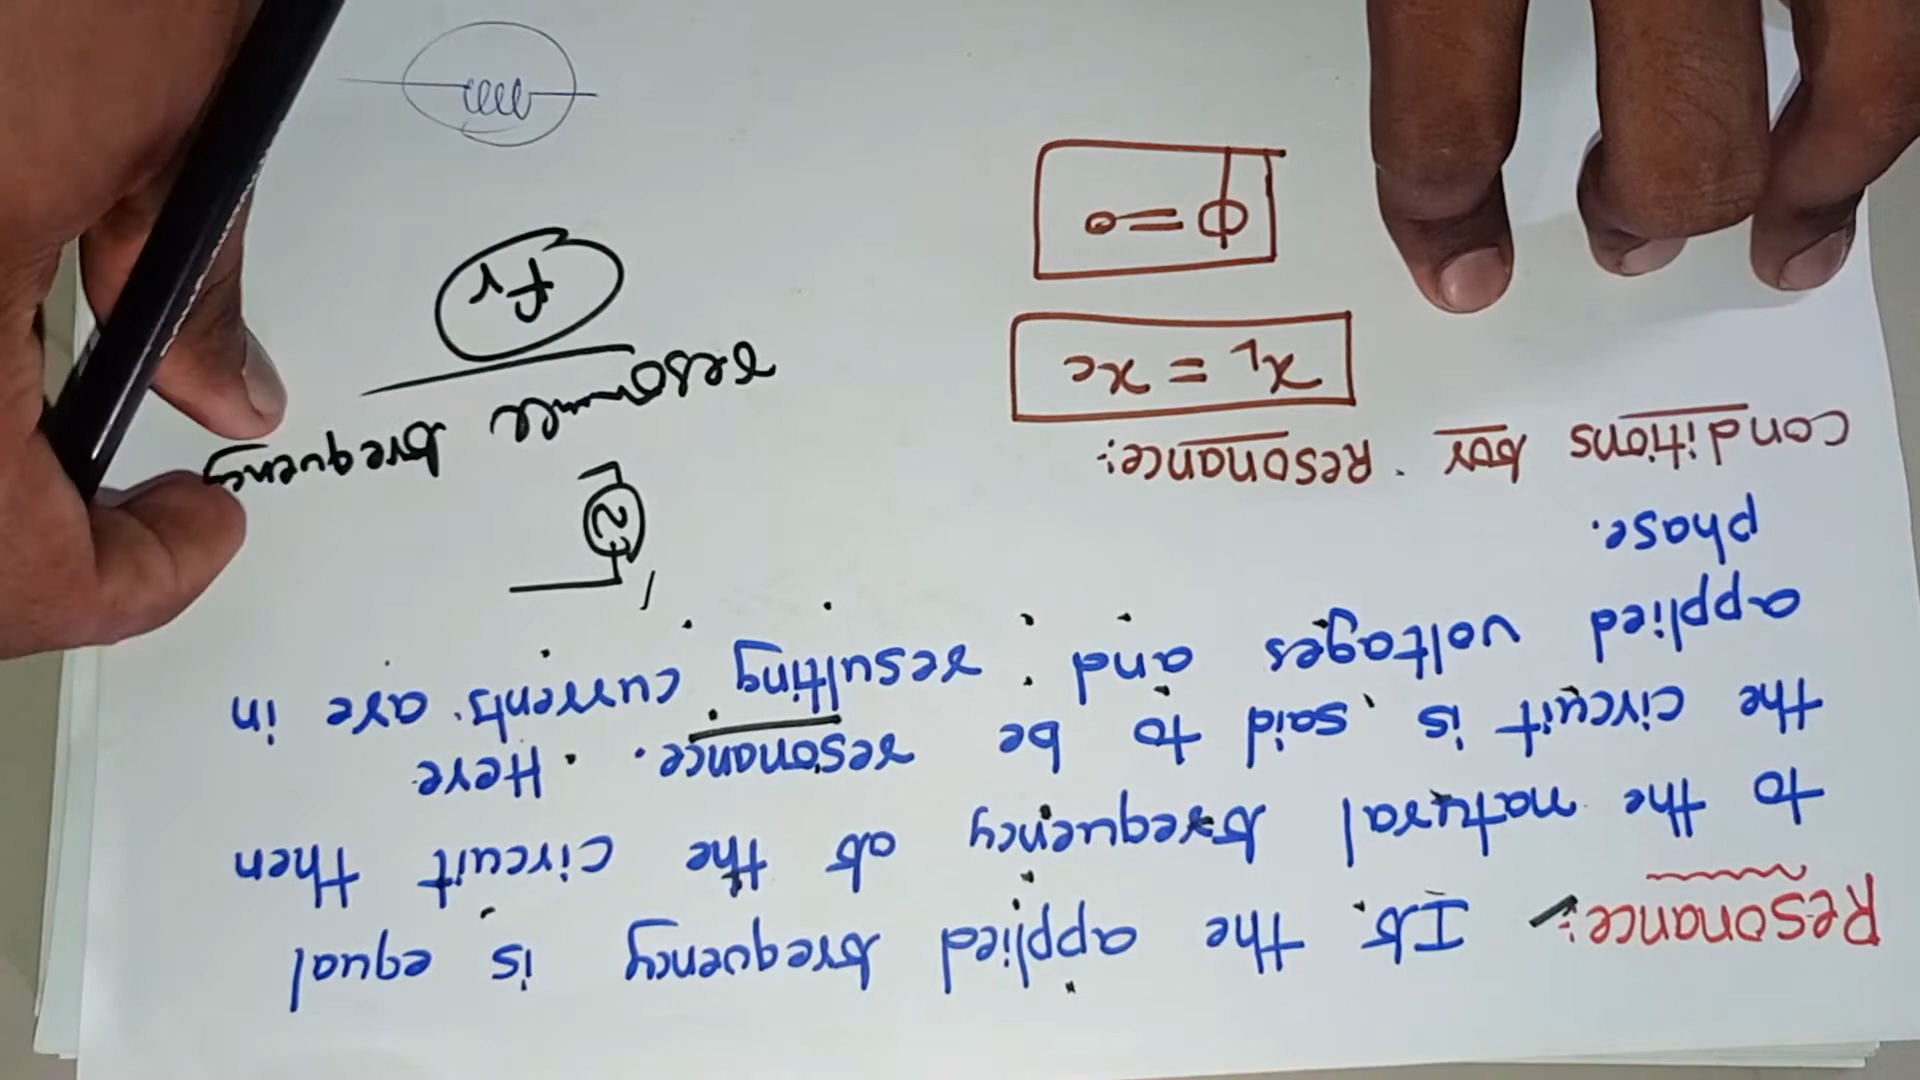 Resonance: If the applied frequency is equal
to the natural frequency of the circuit then
the circuit is said to be resonance. Here
applied voltages and resulting currents are in
phase.
Conditions for Resonance:
xL = xc
ϕ = 0
resonance frequency
fr